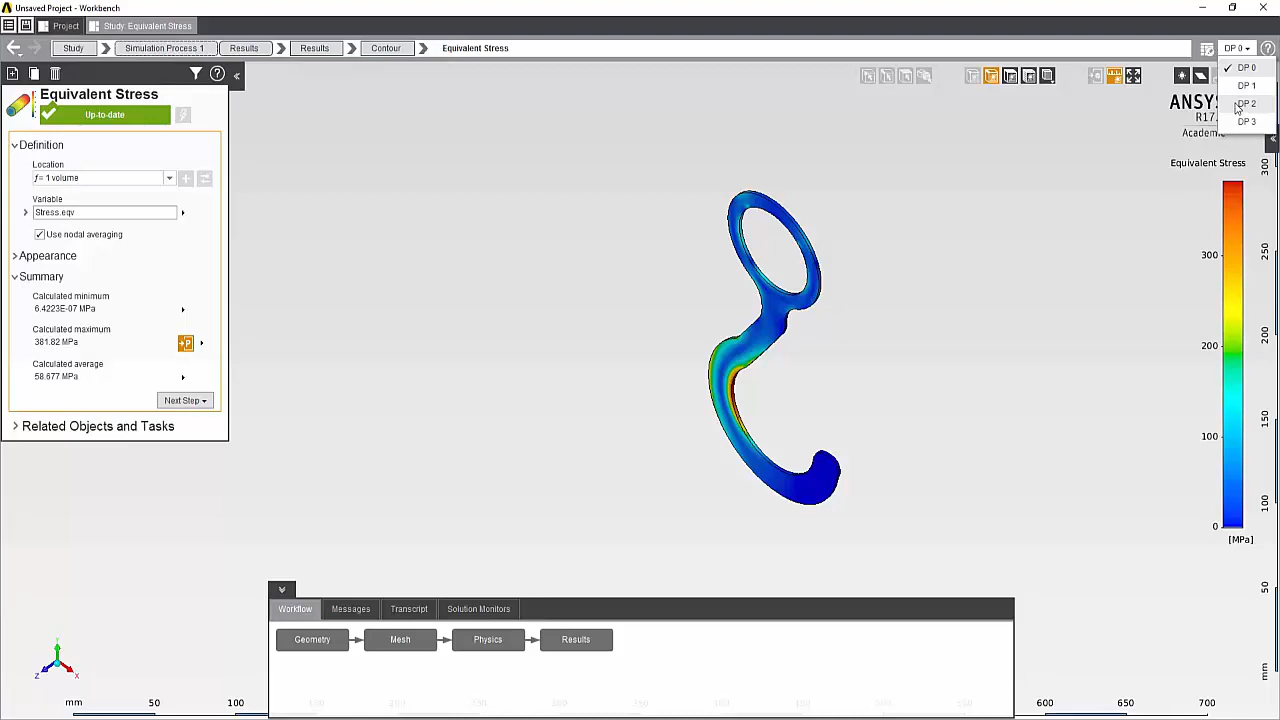 Unsaved Project - Workbench
Project
Study: Equivalent Stress
Study
Simulation Process 1
Results
Results
Contour
Equivalent Stress
DP 0
DP 0
DP 1
DP 2
DP 3
Equivalent Stress
Up-to-date
Definition
Location
1 volume
Variable
Stress.eqv
Use nodal averaging
Appearance
Summary
Calculated minimum
6.4223E-07 MPa
Calculated maximum
381.82 MPa
Calculated average
58.677 MPa
Next Step
Related Objects and Tasks
ANSYS
R17.
Academic
Equivalent Stress
300
200
100
0
[MPa]
300
250
200
150
100
50
mm
Workflow
Messages
Transcript
Solution Monitors
Geometry
Mesh
Physics
Results
Y
Z
X
mm
50
100
600
650
700